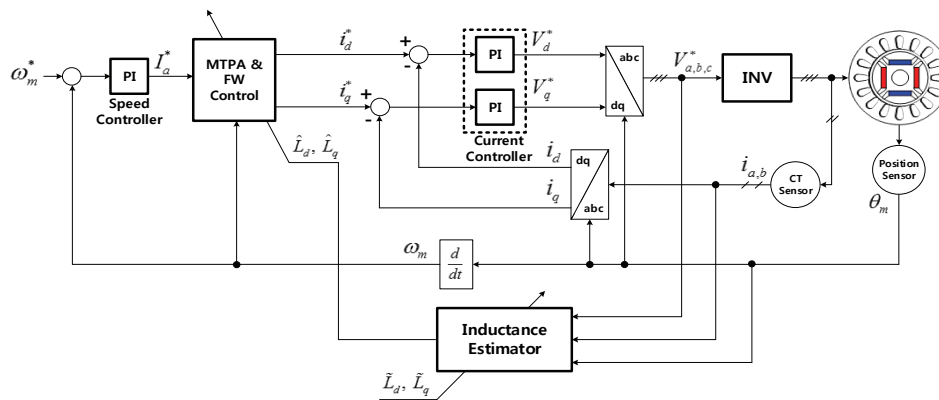 ω*m
PI
Speed
Controller
I*a
MTPA &
FW
Control
i*d
i*q
+
-
+
-
PI
PI
Current
Controller
V*d
V*q
abc
dq
V*a,b,c
INV
CT
Sensor
Position
Sensor
θm
ia,b
id
iq
dq
abc
L̂d, L̂q
ωm
d
dt
Inductance
Estimator
L̃d, L̃q